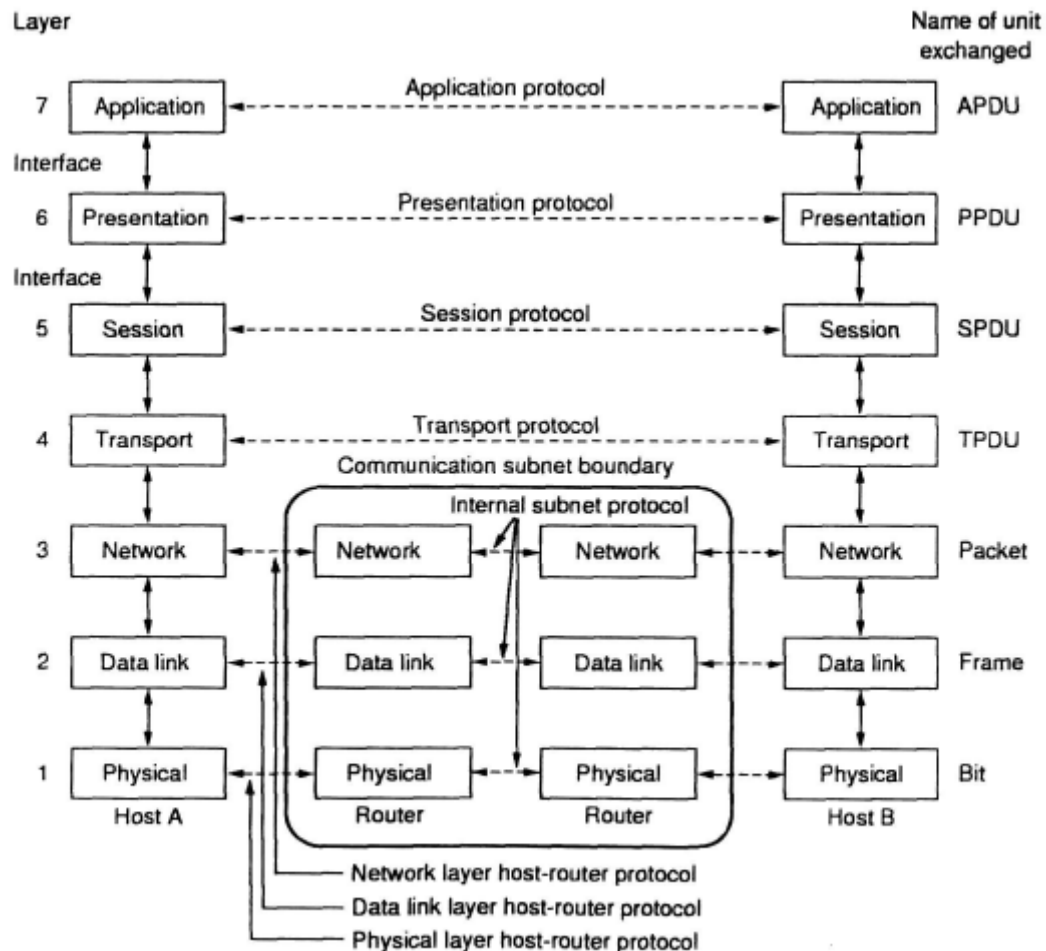 Layer
Name of unit
exchanged
7 Application Application protocol Application APDU
Interface
6 Presentation Presentation protocol Presentation PPDU
Interface
5 Session Session protocol Session SPDU
4 Transport Transport protocol Transport TPDU
Communication subnet boundary
Internal subnet protocol
3 Network Network Network Network Packet
2 Data link Data link Data link Data link Frame
1 Physical Physical Physical Physical Bit
Host A Router Router Host B
Network layer host-router protocol
Data link layer host-router protocol
Physical layer host-router protocol